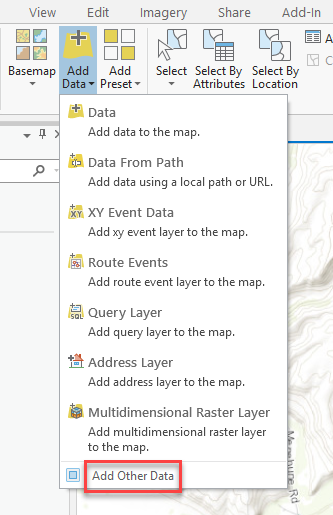 View Edit Imagery Share Add-In
Basemap Add Data Add Preset Select Select By Attributes Select By Location
Data
Add data to the map.
Data From Path
Add data using a local path or URL.
XY Event Data
Add xy event layer to the map.
Route Events
Add route event layer to the map.
SQL
Query Layer
Add query layer to the map.
Address Layer
Add address layer to the map.
Multidimensional Raster Layer
Add multidimensional raster layer
to the map.
Add Other Data
Rd